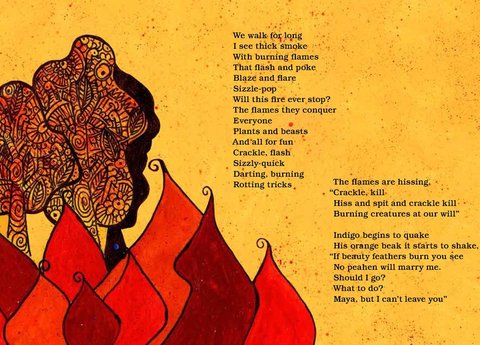 We walk for long
I see thick smoke
With burning flames
That flash and poke
Blaze and flare
Sizzle-pop
Will this fire ever stop?
The flames they conquer
Everyone
Plants and beasts
And all for fun
Crackle, flash
Sizzly-quick
Darting, burning
Rotting tricks
The flames are hissing,
“Crackle, kill
Hiss and spit and crackle kill
Burning creatures at our will”
Indigo begins to quake
His orange beak it starts to shake,
“If beauty feathers burn you see
No peahen will marry me.
Should I go?
What to do?
Maya, but I can't leave you”